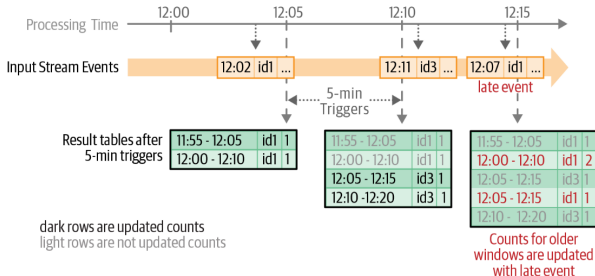 12:00 12:05 12:10 12:15
Processing Time
Input Stream Events
12:02 id1 ...
12:11 id3 ...
12:07 id1 ...
late event
5-min
Triggers
Result tables after
5-min triggers
11:55 - 12:05 id1 1
12:00 - 12:10 id1 1
11:55 - 12:05 id1 1
12:00 - 12:10 id1 1
12:05 - 12:15 id3 1
12:10 -12:20 id3 1
11:55 - 12:05 id1 1
12:00 - 12:10 id1 2
12:05 - 12:15 id3 1
12:05 - 12:15 id1 1
12:10 - 12:20 id3 1
dark rows are updated counts
light rows are not updated counts
Counts for older
windows are updated
with late event